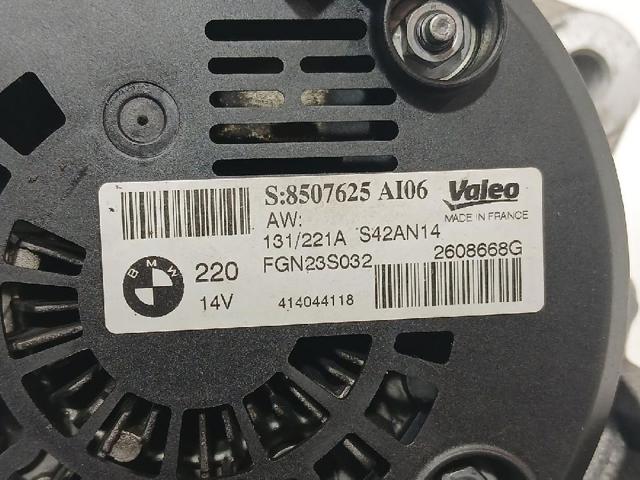 S:8507625 AI06 Valeo
AW: MADE IN FRANCE
131/221A S42AN14
BMW 220 FGN23S032 2608668G
14V 414044118